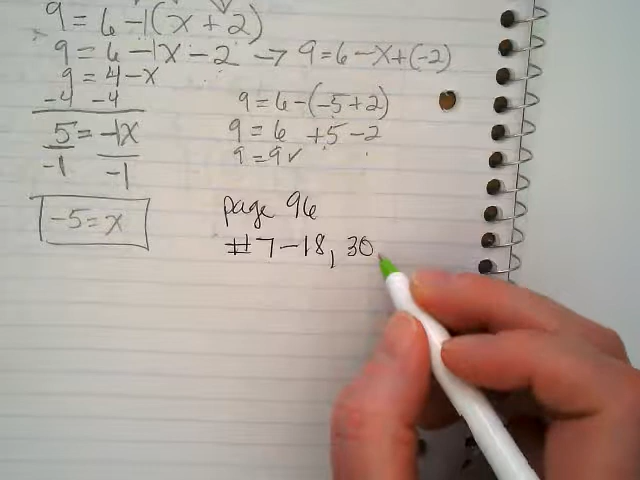 9 = 6 -1(x + 2)
9 = 6 -1x - 2 → 9 = 6 - x + (-2)
9 = 4 - x
-4 -4
5 = -1x
-1 -1
-5 = x
9 = 6 - (-5 + 2)
9 = 6 +5 - 2
9 = 9 ✓
page 96
# 7 - 18, 30